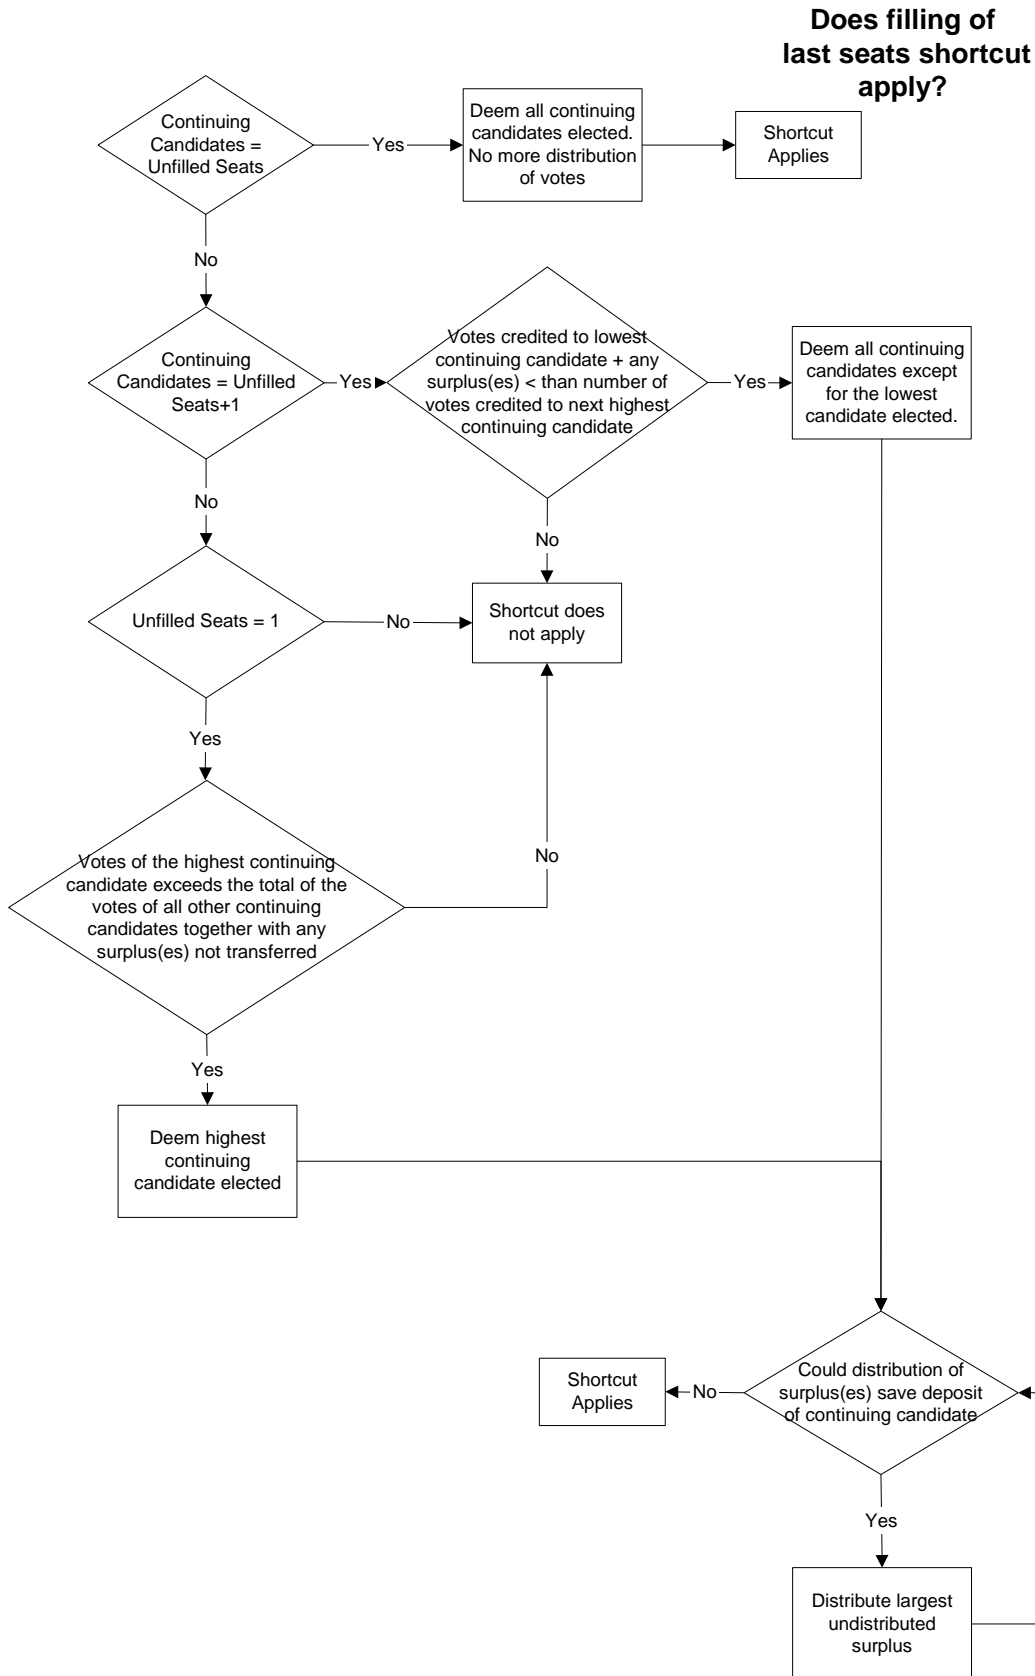 Does filling of
last seats shortcut
apply?
Continuing
Candidates =
Unfilled Seats
Yes
Deem all continuing
candidates elected.
No more distribution
of votes
Shortcut
Applies
No
Continuing
Candidates = Unfilled
Seats+1
Yes
Votes credited to lowest
continuing candidate + any
surplus(es) < than number of
votes credited to next highest
continuing candidate
Yes
Deem all continuing
candidates except
for the lowest
candidate elected.
No
No
Unfilled Seats = 1
No
Shortcut does
not apply
Yes
Votes of the highest continuing
candidate exceeds the total of the
votes of all other continuing
candidates together with any
surplus(es) not transferred
No
Yes
Deem highest
continuing
candidate elected
Could distribution of
surplus(es) save deposit
of continuing candidate
No
Shortcut
Applies
Yes
Distribute largest
undistributed
surplus